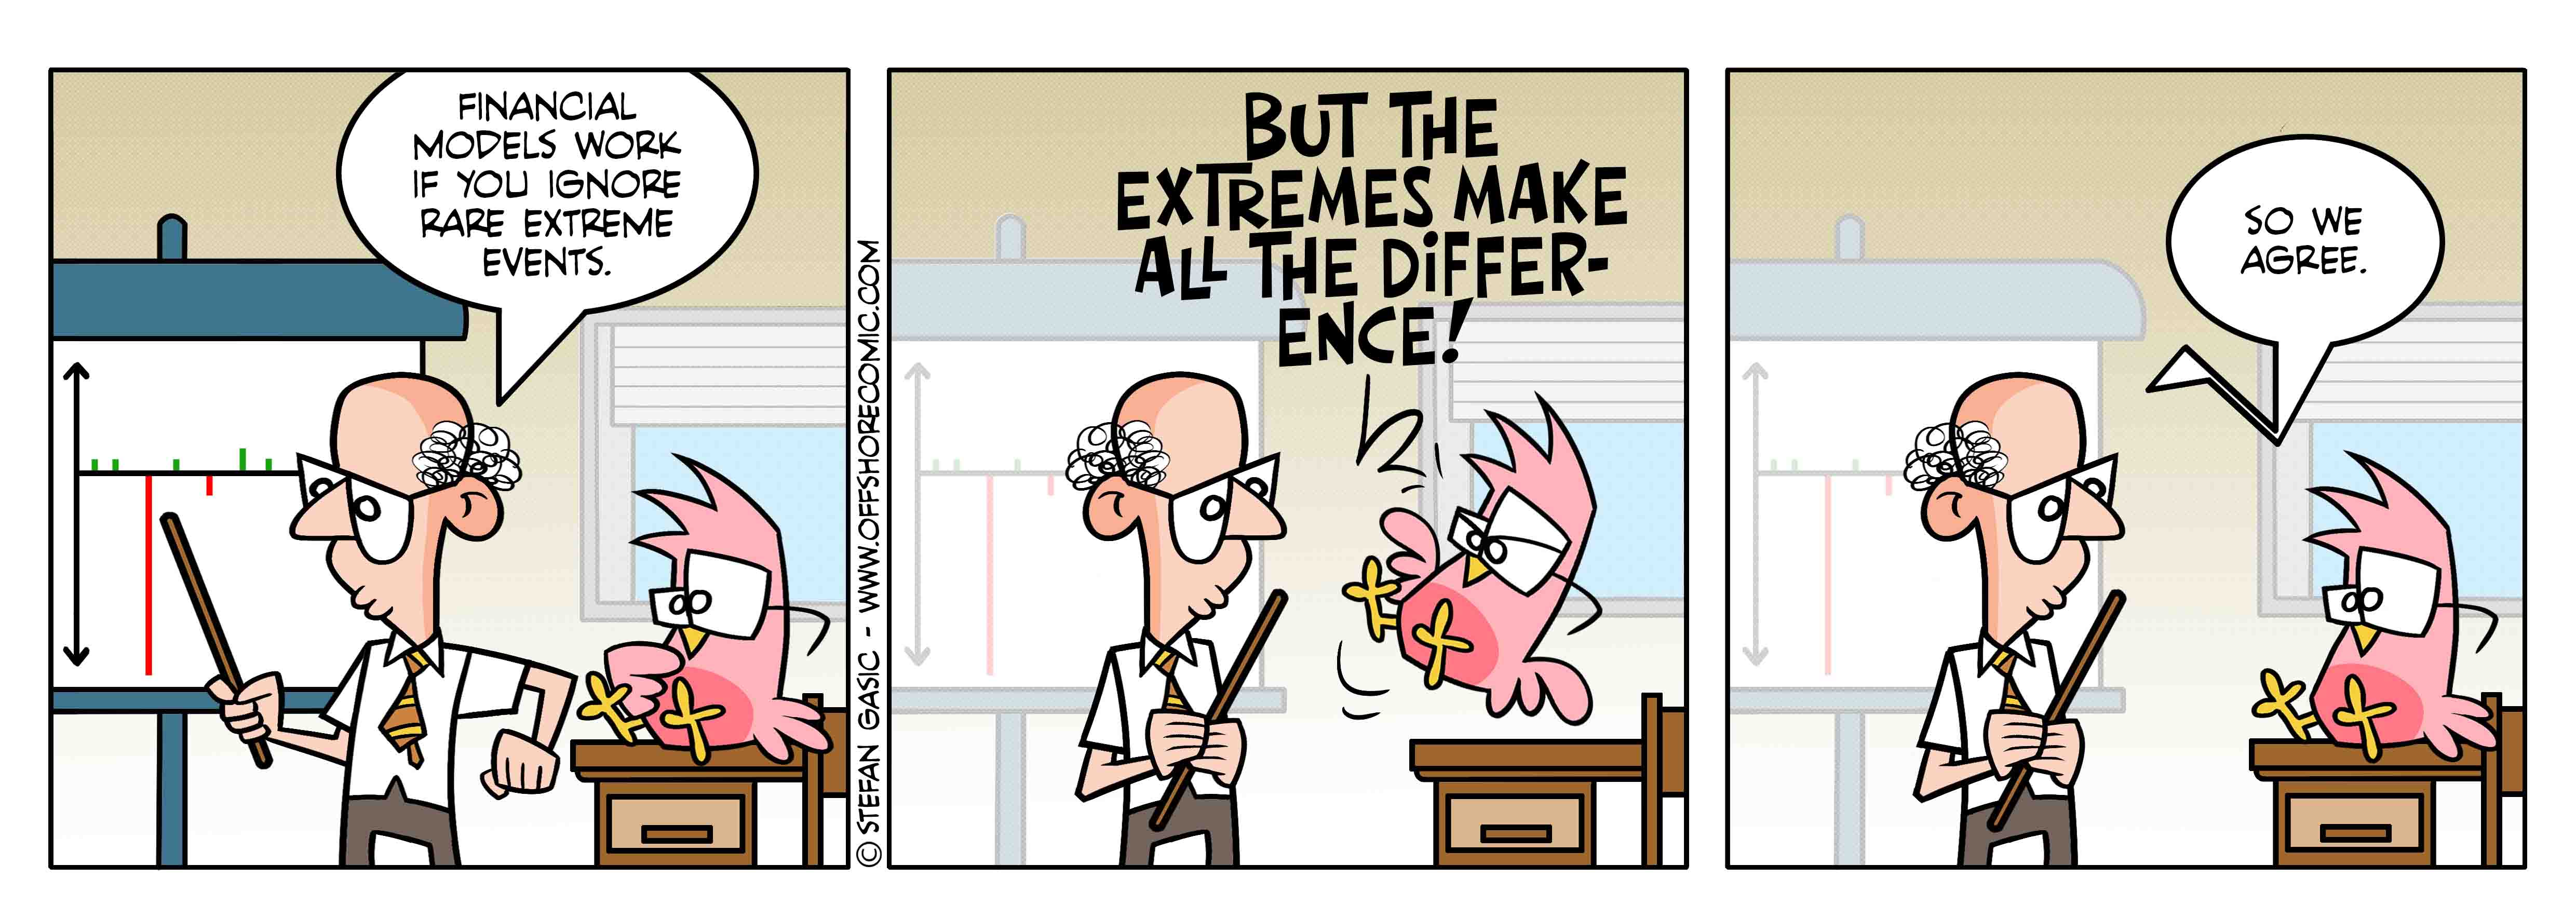 FINANCIAL
MODELS WORK
IF YOU IGNORE
RARE EXTREME
EVENTS.
© STEFAN GASIC - WWW.OFFSHORECOMIC.COM
BUT THE
EXTREMES MAKE
ALL THE DIFFER-
ENCE!
SO WE
AGREE.